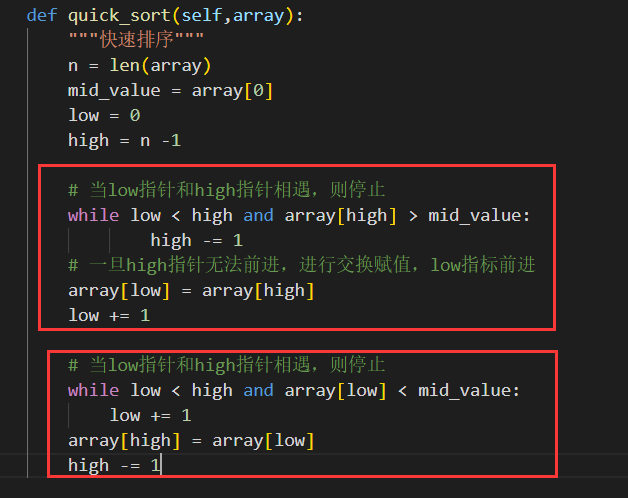 def quick_sort(self,array):
"""快速排序"""
n = len(array)
mid_value = array[0]
low = 0
high = n -1
# 当low指针和high指针相遇，则停止
while low < high and array[high] > mid_value:
high -= 1
# 一旦high指针无法前进，进行交换赋值，low指标前进
array[low] = array[high]
low += 1
# 当low指针和high指针相遇，则停止
while low < high and array[low] < mid_value:
low += 1
array[high] = array[low]
high -= 1